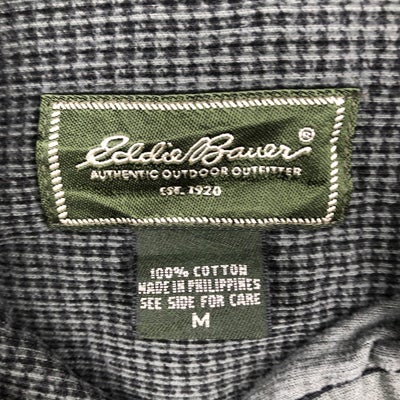 Eddie Bauer ®
AUTHENTIC OUTDOOR OUTFITTER
EST. 1920
100% COTTON
MADE IN PHILIPPINES
SEE SIDE FOR CARE
M